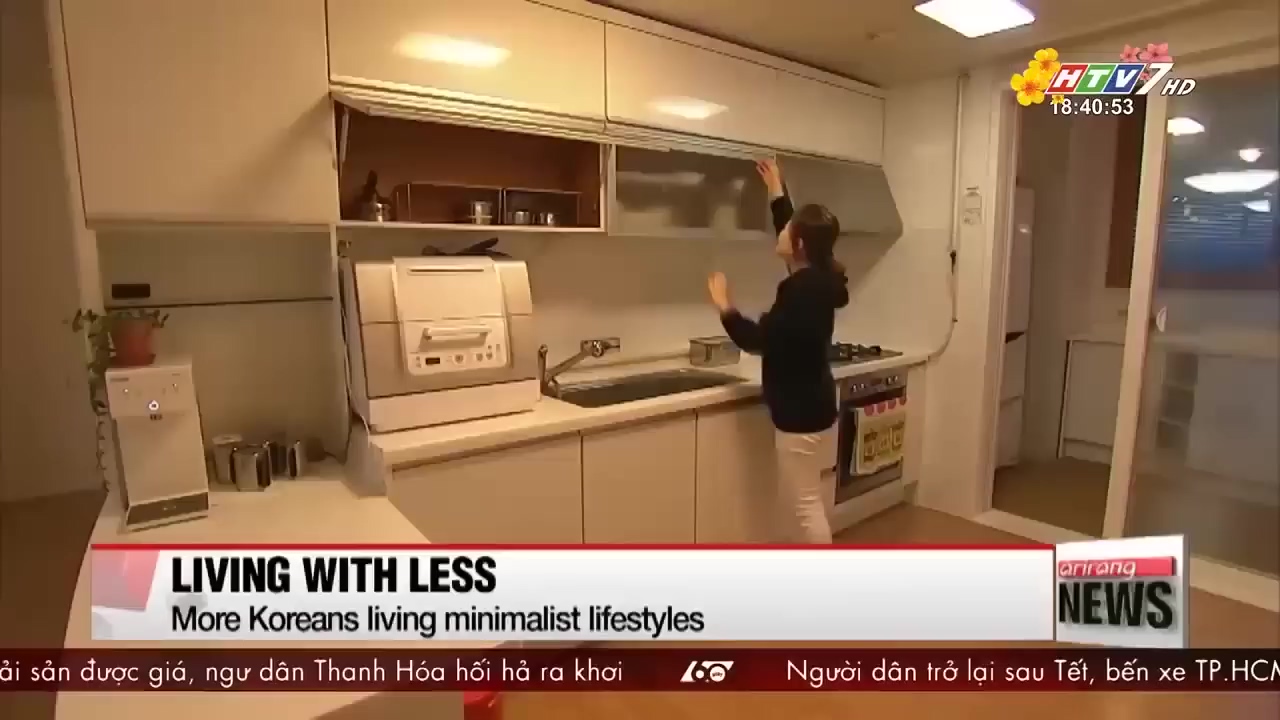 HTV7 HD
18:40:53
LIVING WITH LESS
More Koreans living minimalist lifestyles
arirang
NEWS
ải sản được giá, ngư dân Thanh Hóa hối hả ra khơi
60
Người dân trở lại sau Tết, bến xe TP.HCM